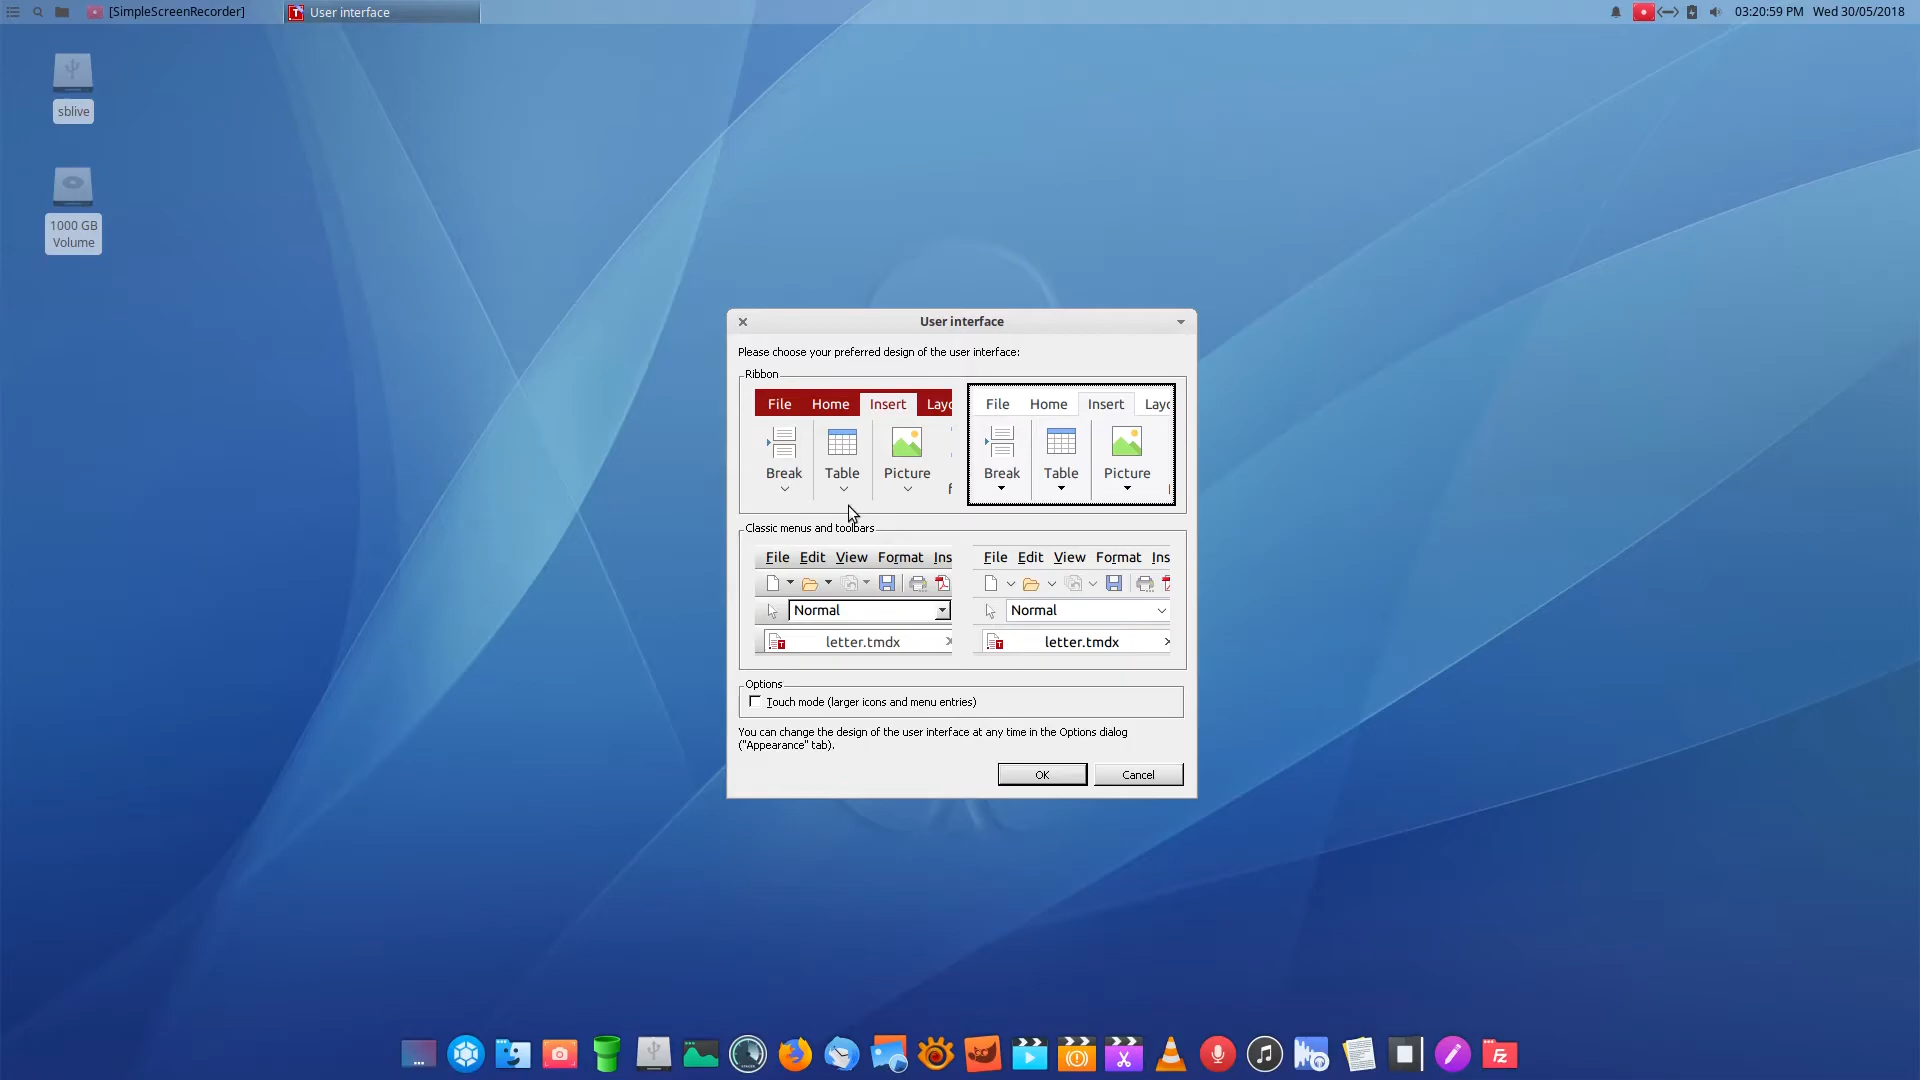 [SimpleScreenRecorder] User interface 03:20:59 PM Wed 30/05/2018
sblive
1000 GB
Volume
User interface
Please choose your preferred design of the user interface:
Ribbon
File Home Insert Layo
Break Table Picture
File Home Insert Layo
Break Table Picture
Classic menus and toolbars
File Edit View Format Ins
Normal
letter.tmdx
File Edit View Format Ins
Normal
letter.tmdx
Options
Touch mode (larger icons and menu entries)
You can change the design of the user interface at any time in the Options dialog
("Appearance" tab).
OK Cancel
Fz